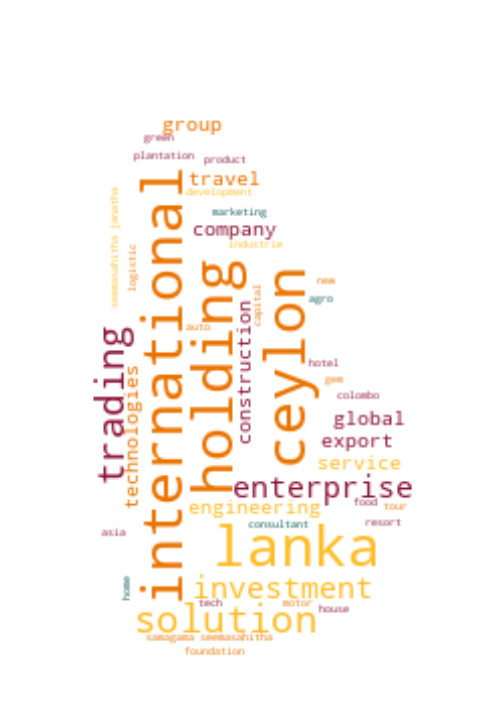 group
green
plantation
product
travel
development
seemasahitha janatha
marketing
company
industrie
logistic
international
holding
ceylon
new
capital
agro
auto
construction
trading
technologies
hotel
gem
colombo
global
export
service
enterprise
engineering
food
tour
consultant
resort
asia
lanka
home
investment
tech
motor
house
solution
samagama seemasahitha
foundation